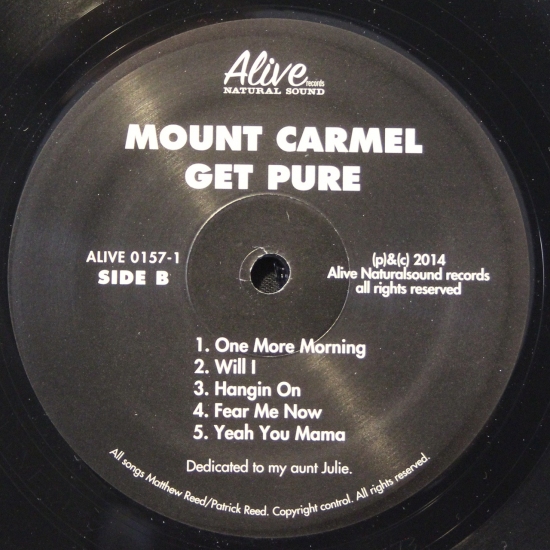 Alive records
NATURAL SOUND
MOUNT CARMEL
GET PURE
ALIVE 0157-1
SIDE B
(p)&(c) 2014
Alive Naturalsound records
all rights reserved
1. One More Morning
2. Will I
3. Hangin On
4. Fear Me Now
5. Yeah You Mama
Dedicated to my aunt Julie.
All songs Matthew Reed/Patrick Reed. Copyright control. All rights reserved.